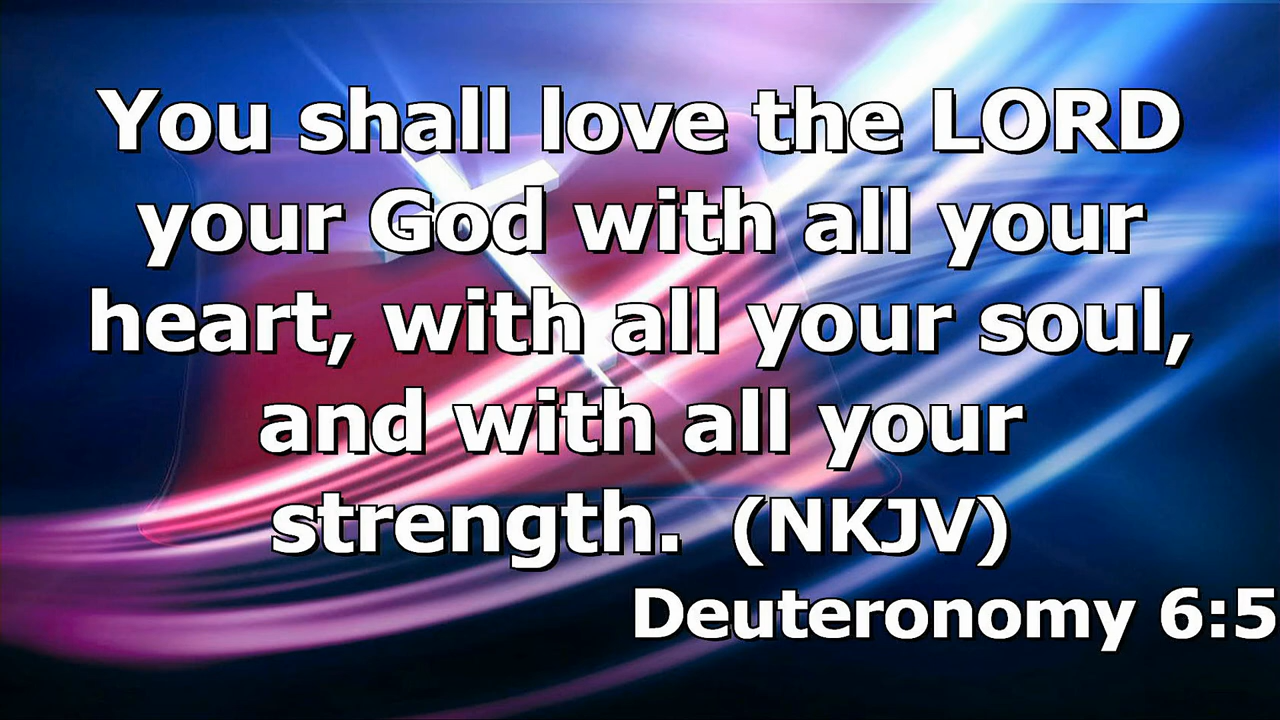 You shall love the LORD
your God with all your
heart, with all your soul,
and with all your
strength.  (NKJV)
Deuteronomy 6:5